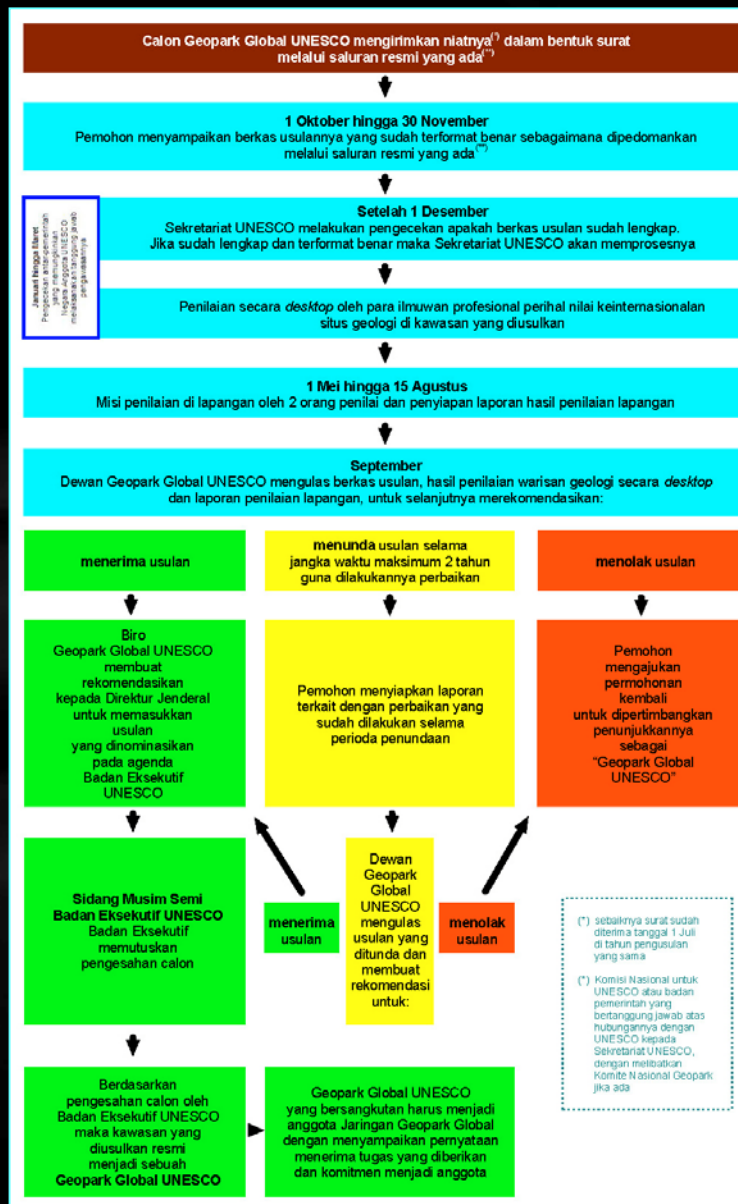 Calon Geopark Global UNESCO mengirimkan niatnya(*) dalam bentuk surat
melalui saluran resmi yang ada(**)
1 Oktober hingga 30 November
Pemohon menyampaikan berkas usulannya yang sudah terformat benar sebagaimana dipedomankan
melalui saluran resmi yang ada(**)
Januari hingga Maret
Pengecekan antar-pemerintah
yang memungkinkan
Negara Anggota UNESCO
melaksanakan tanggung jawab
pengawasannya
Setelah 1 Desember
Sekretariat UNESCO melakukan pengecekan apakah berkas usulan sudah lengkap.
Jika sudah lengkap dan terformat benar maka Sekretariat UNESCO akan memprosesnya
Penilaian secara desktop oleh para ilmuwan profesional perihal nilai keinternasionalan
situs geologi di kawasan yang diusulkan
1 Mei hingga 15 Agustus
Misi penilaian di lapangan oleh 2 orang penilai dan penyiapan laporan hasil penilaian lapangan
September
Dewan Geopark Global UNESCO mengulas berkas usulan, hasil penilaian warisan geologi secara desktop
dan laporan penilaian lapangan, untuk selanjutnya merekomendasikan:
menerima usulan
menunda usulan selama
jangka waktu maksimum 2 tahun
guna dilakukannya perbaikan
menolak usulan
Biro
Geopark Global UNESCO
membuat
rekomendasikan
kepada Direktur Jenderal
untuk memasukkan
usulan
yang dinominasikan
pada agenda
Badan Eksekutif
UNESCO
Pemohon menyiapkan laporan
terkait dengan perbaikan yang
sudah dilakukan selama
perioda penundaan
Pemohon
mengajukan
permohonan
kembali
untuk dipertimbangkan
penunjukkannya
sebagai
"Geopark Global
UNESCO"
Sidang Musim Semi
Badan Eksekutif UNESCO
Badan Eksekutif
memutuskan
pengesahan calon
menerima
usulan
Dewan
Geopark
Global
UNESCO
mengulas
usulan yang
ditunda dan
membuat
rekomendasi
untuk:
menolak
usulan
(*) sebaiknya surat sudah
diterima tanggal 1 Juli
di tahun pengusulan
yang sama
(*) Komisi Nasional untuk
UNESCO atau badan
pemerintah yang
bertanggung jawab atas
hubungannya dengan
UNESCO kepada
Sekretariat UNESCO,
dengan melibatkan
Komite Nasional Geopark
jika ada
Berdasarkan
pengesahan calon oleh
Badan Eksekutif UNESCO
maka kawasan yang
diusulkan resmi
menjadi sebuah
Geopark Global UNESCO
Geopark Global UNESCO
yang bersangkutan harus menjadi
anggota Jaringan Geopark Global
dengan menyampaikan pernyataan
menerima tugas yang diberikan
dan komitmen menjadi anggota